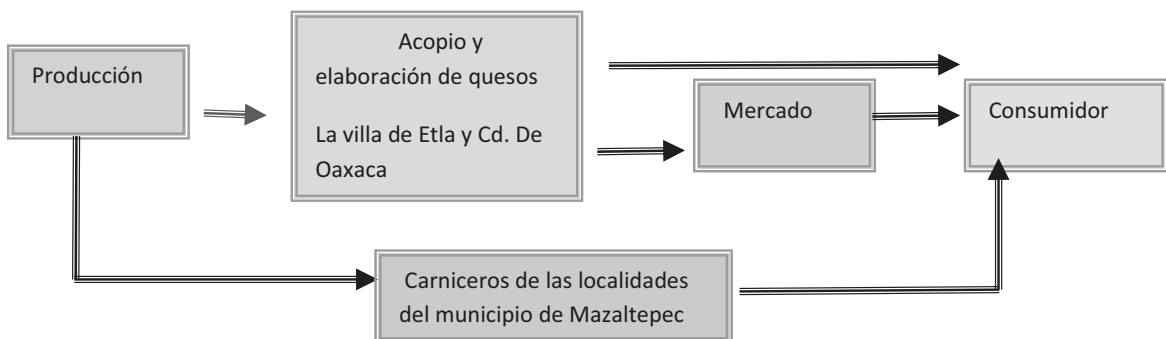 Producción
Acopio y
elaboración de quesos
La villa de Etla y Cd. De
Oaxaca
Mercado
Consumidor
Carniceros de las localidades
del municipio de Mazaltepec